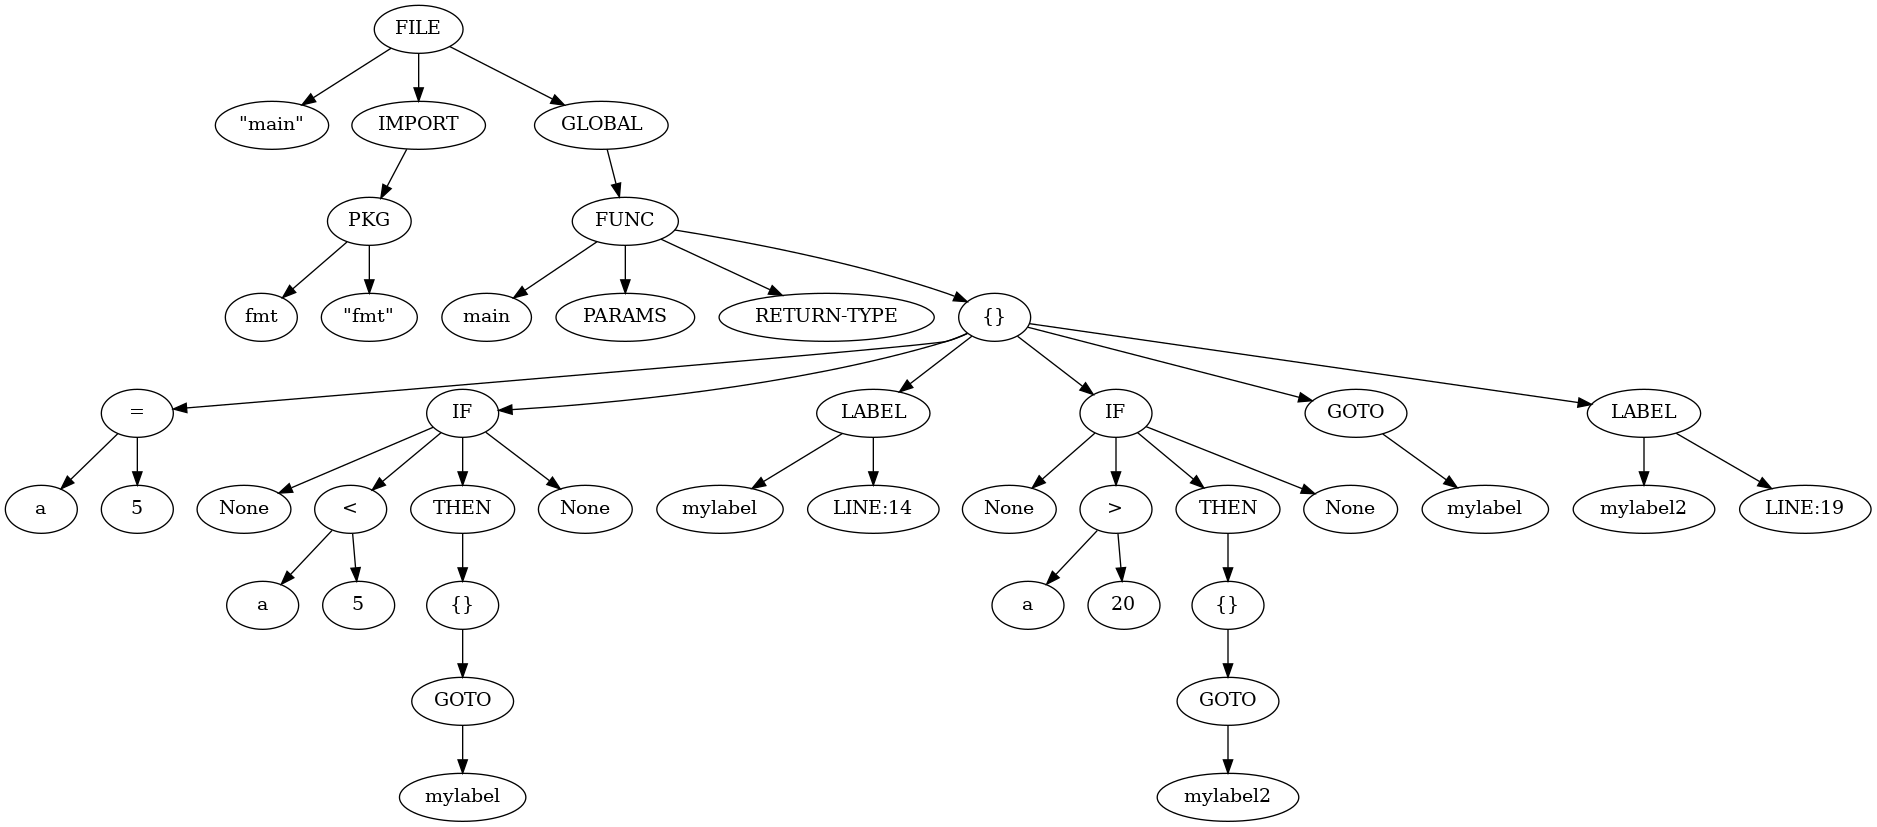 FILE
"main" IMPORT GLOBAL
PKG FUNC
fmt "fmt" main PARAMS RETURN-TYPE {}
= IF LABEL IF GOTO LABEL
a 5 None < THEN None mylabel LINE:14 None > THEN None mylabel mylabel2 LINE:19
a 5 {} a 20 {}
GOTO GOTO
mylabel mylabel2